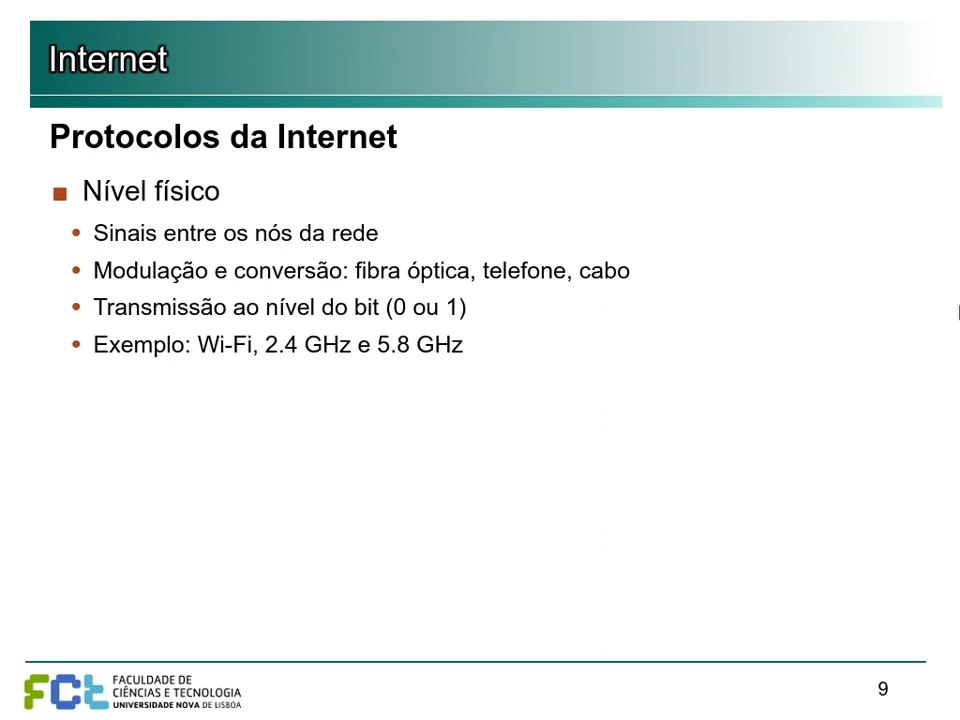 Internet
Protocolos da Internet
Nível físico
Sinais entre os nós da rede
Modulação e conversão: fibra óptica, telefone, cabo
Transmissão ao nível do bit (0 ou 1)
Exemplo: Wi-Fi, 2.4 GHz e 5.8 GHz
FCT
FACULDADE DE
CIÊNCIAS E TECNOLOGIA
UNIVERSIDADE NOVA DE LISBOA
9